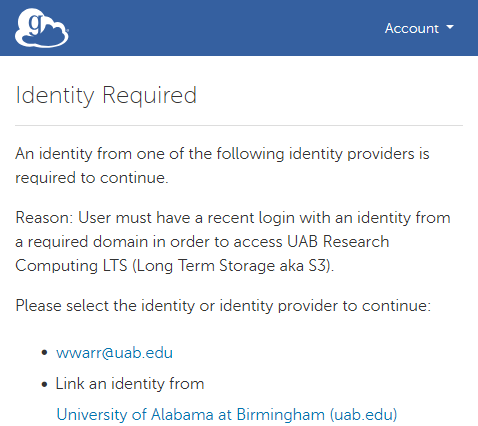 g
Account
Identity Required
An identity from one of the following identity providers is
required to continue.
Reason: User must have a recent login with an identity from
a required domain in order to access UAB Research
Computing LTS (Long Term Storage aka S3).
Please select the identity or identity provider to continue:
• wwarr@uab.edu
• Link an identity from
University of Alabama at Birmingham (uab.edu)